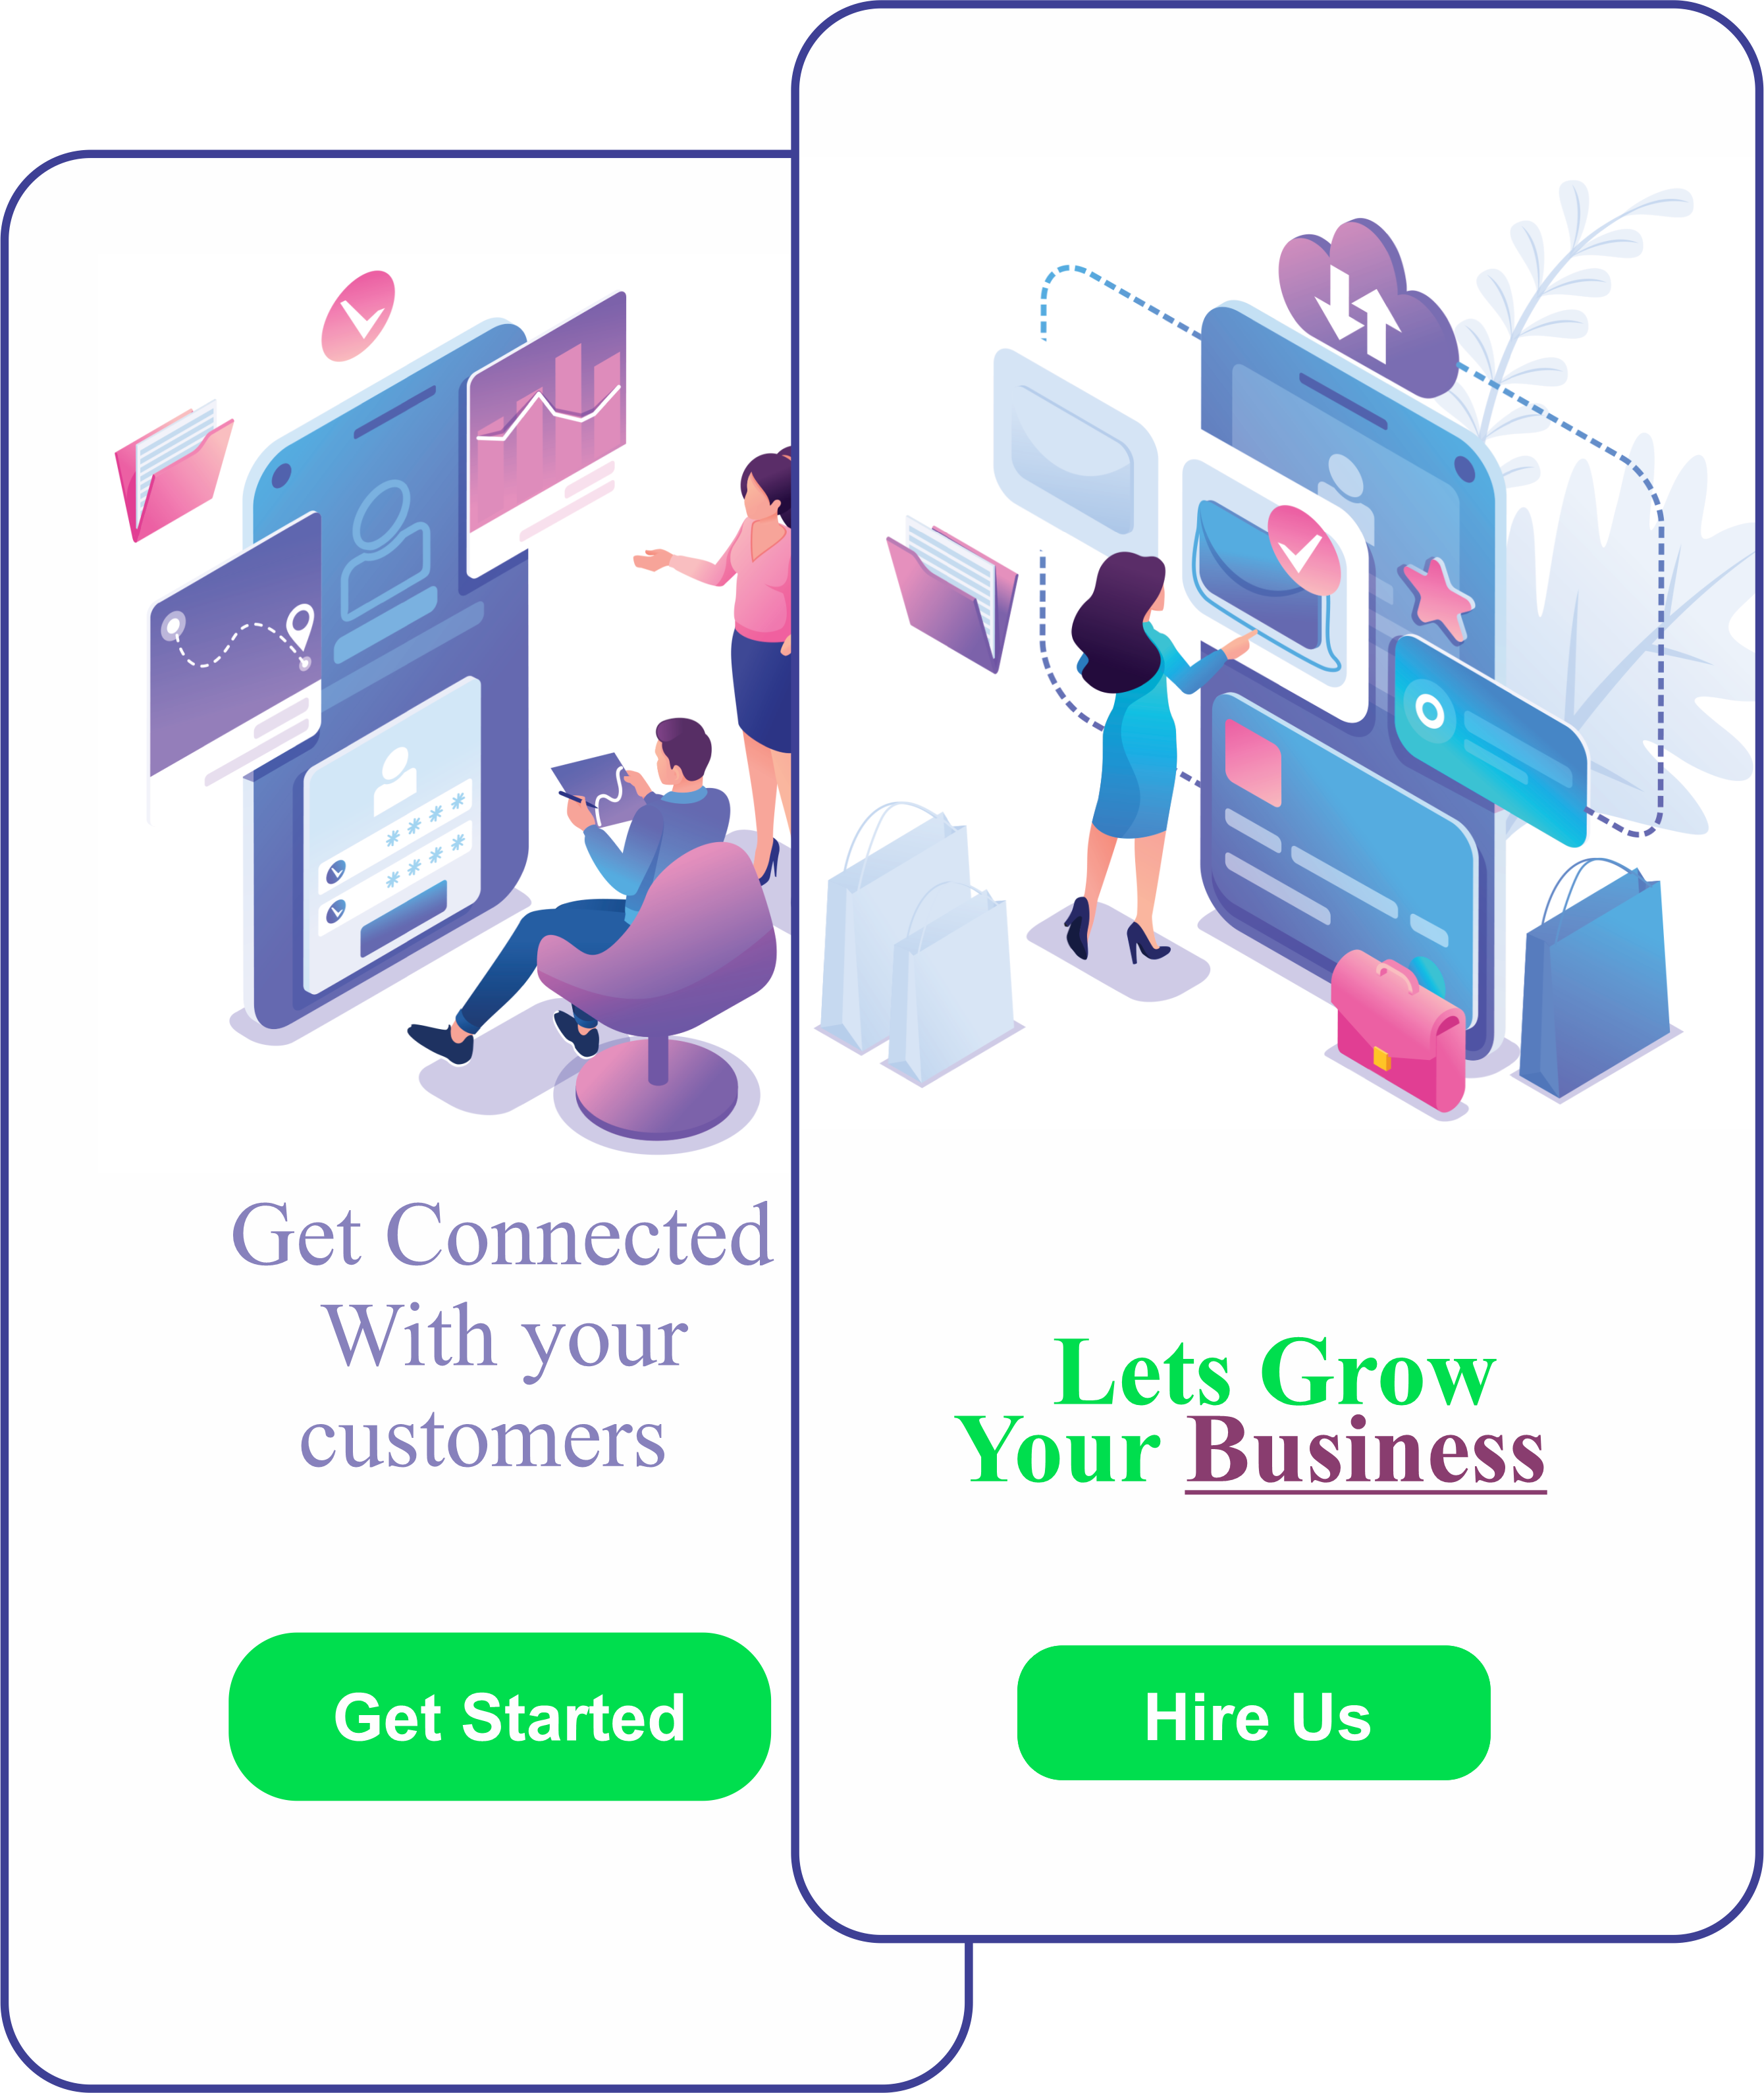 Get Connected
With your
customers
Get Started
Lets Grow
Your Business
Hire Us